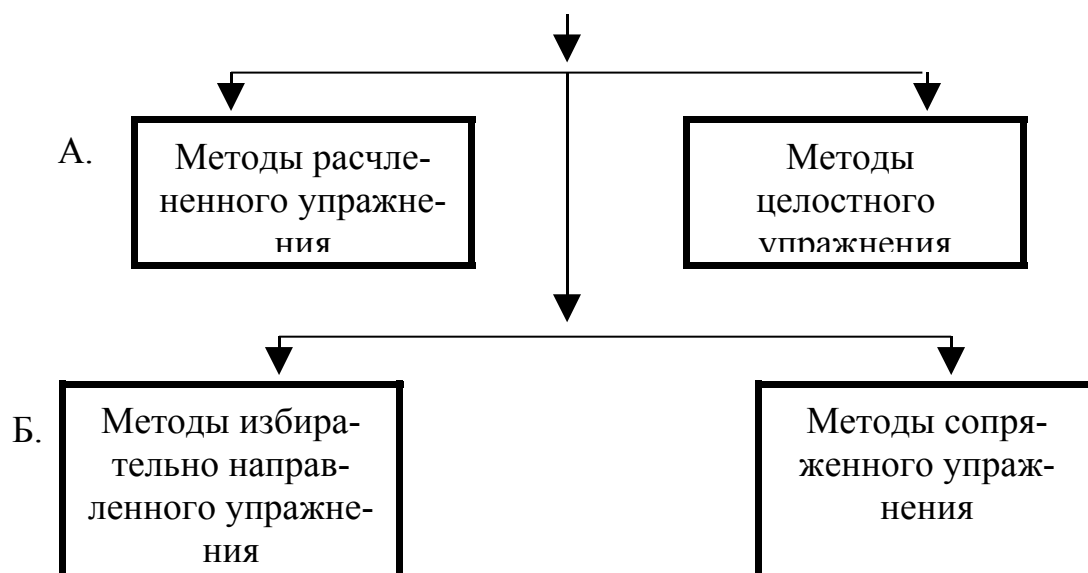 А.
Методы расчле-
ненного упражне-
ния
Методы
целостного
упражнения
Б.
Методы избира-
тельно направ-
ленного упражне-
ния
Методы сопря-
женного упраж-
нения